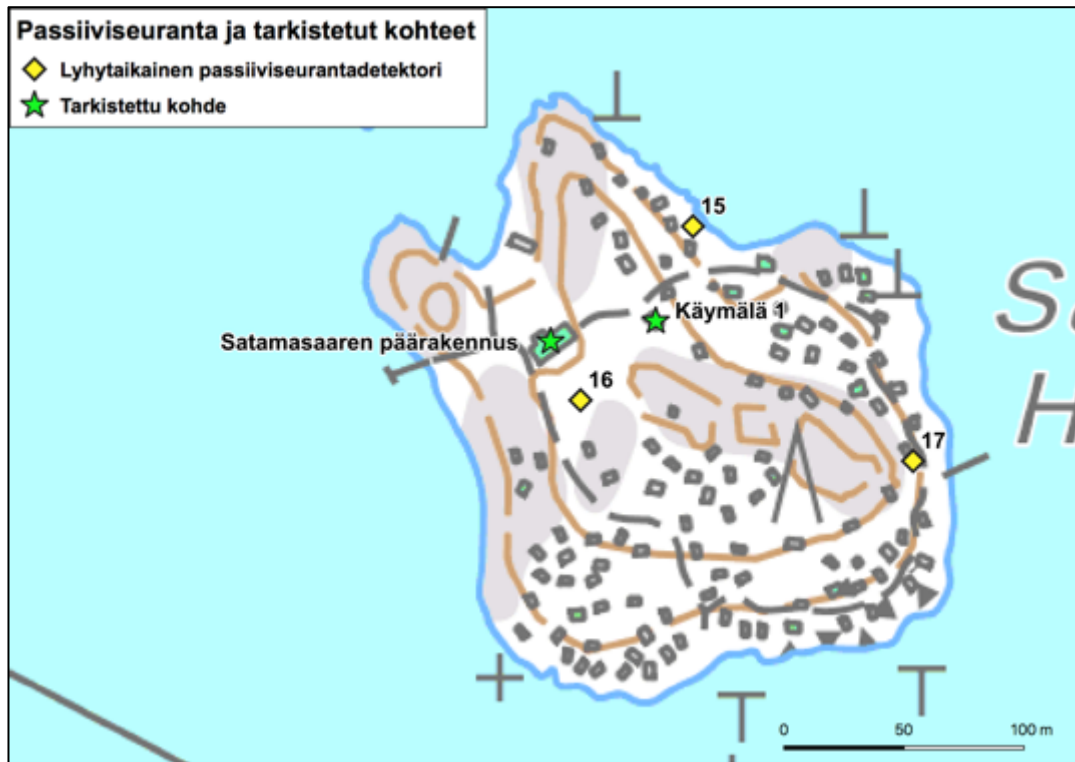 Passiiviseuranta ja tarkistetut kohteet
Lyhytaikainen passiiviseurantadetektori
Tarkistettu kohde
15
Käymälä 1
Satamasaaren päärakennus
16
17
0 50 100 m